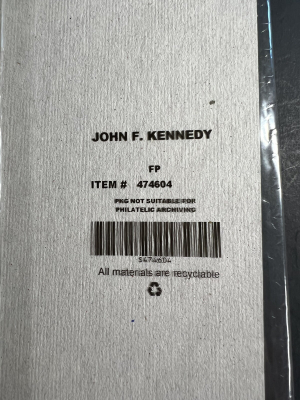 JOHN F. KENNEDY
FP
ITEM # 474604
PKG NOT SUITABLE FOR
PHILATELIC ARCHIVING
S474604
All materials are recyclable